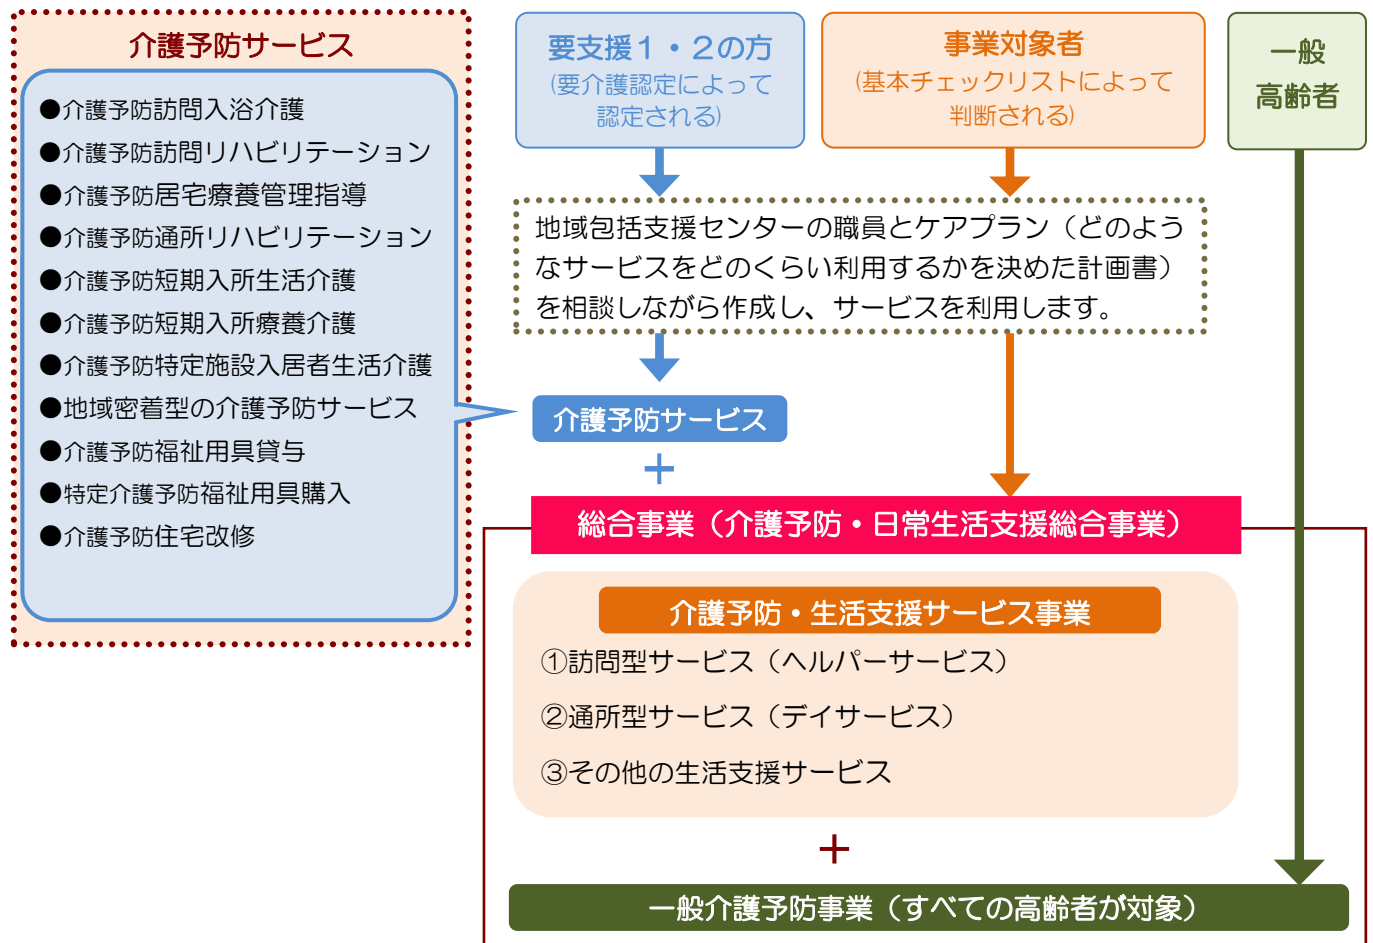 介護予防サービス
●介護予防訪問入浴介護
●介護予防訪問リハビリテーション
●介護予防居宅療養管理指導
●介護予防通所リハビリテーション
●介護予防短期入所生活介護
●介護予防短期入所療養介護
●介護予防特定施設入居者生活介護
●地域密着型の介護予防サービス
●介護予防福祉用具貸与
●特定介護予防福祉用具購入
●介護予防住宅改修
要支援１・２の方
(要介護認定によって
認定される)
事業対象者
(基本チェックリストによって
判断される)
一般
高齢者
地域包括支援センターの職員とケアプラン（どのよう
なサービスをどのくらい利用するかを決めた計画書）
を相談しながら作成し、サービスを利用します。
介護予防サービス
＋
総合事業（介護予防・日常生活支援総合事業）
介護予防・生活支援サービス事業
①訪問型サービス（ヘルパーサービス）
②通所型サービス（デイサービス）
③その他の生活支援サービス
＋
一般介護予防事業（すべての高齢者が対象）